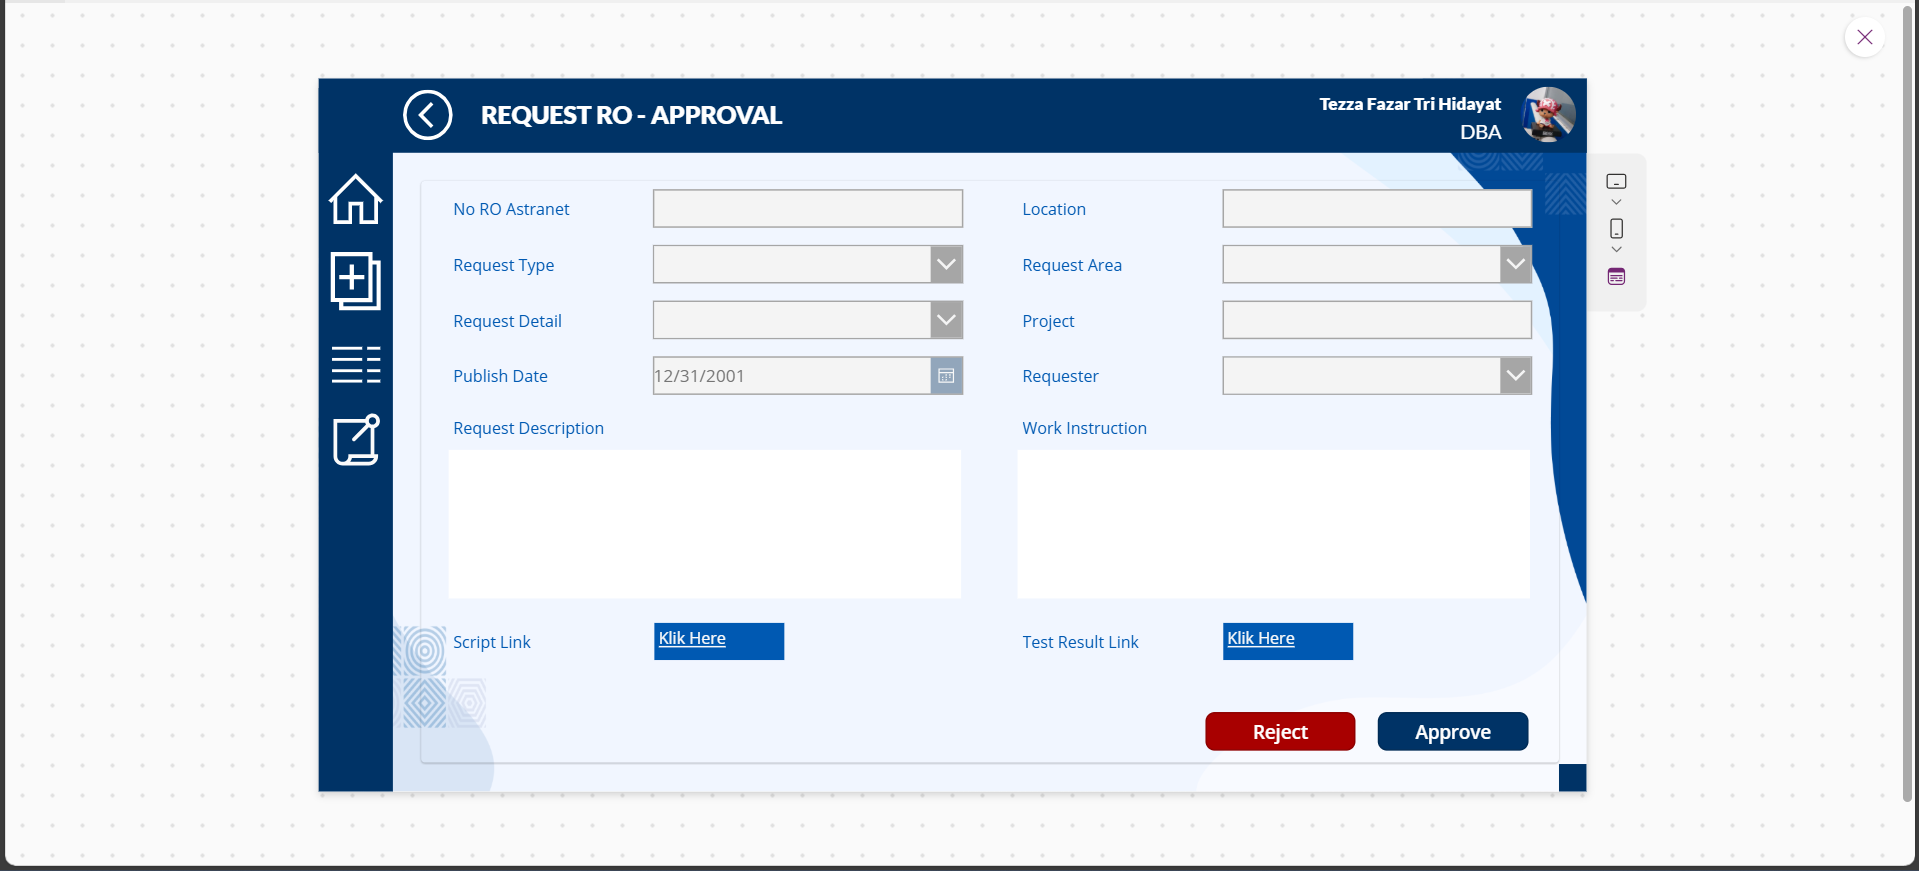 REQUEST RO - APPROVAL
Tezza Fazar Tri Hidayat
DBA
No RO Astranet
Location
Request Type
Request Area
Request Detail
Project
Publish Date
12/31/2001
Requester
Request Description
Work Instruction
Script Link
Klik Here
Test Result Link
Klik Here
Reject
Approve